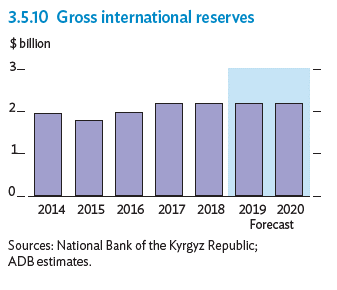 3.5.10 Gross international reserves
$ billion
3
2
1
0
2014 2015 2016 2017 2018 2019 2020
Forecast
Sources: National Bank of the Kyrgyz Republic;
ADB estimates.